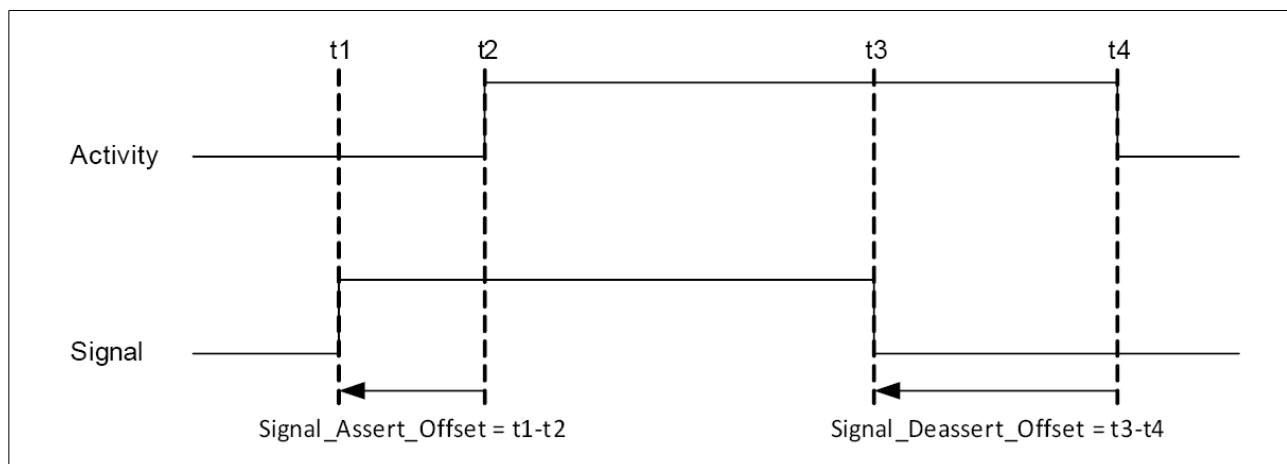 t1 t2 t3 t4
Activity
Signal
Signal_Assert_Offset = t1-t2 Signal_Deassert_Offset = t3-t4